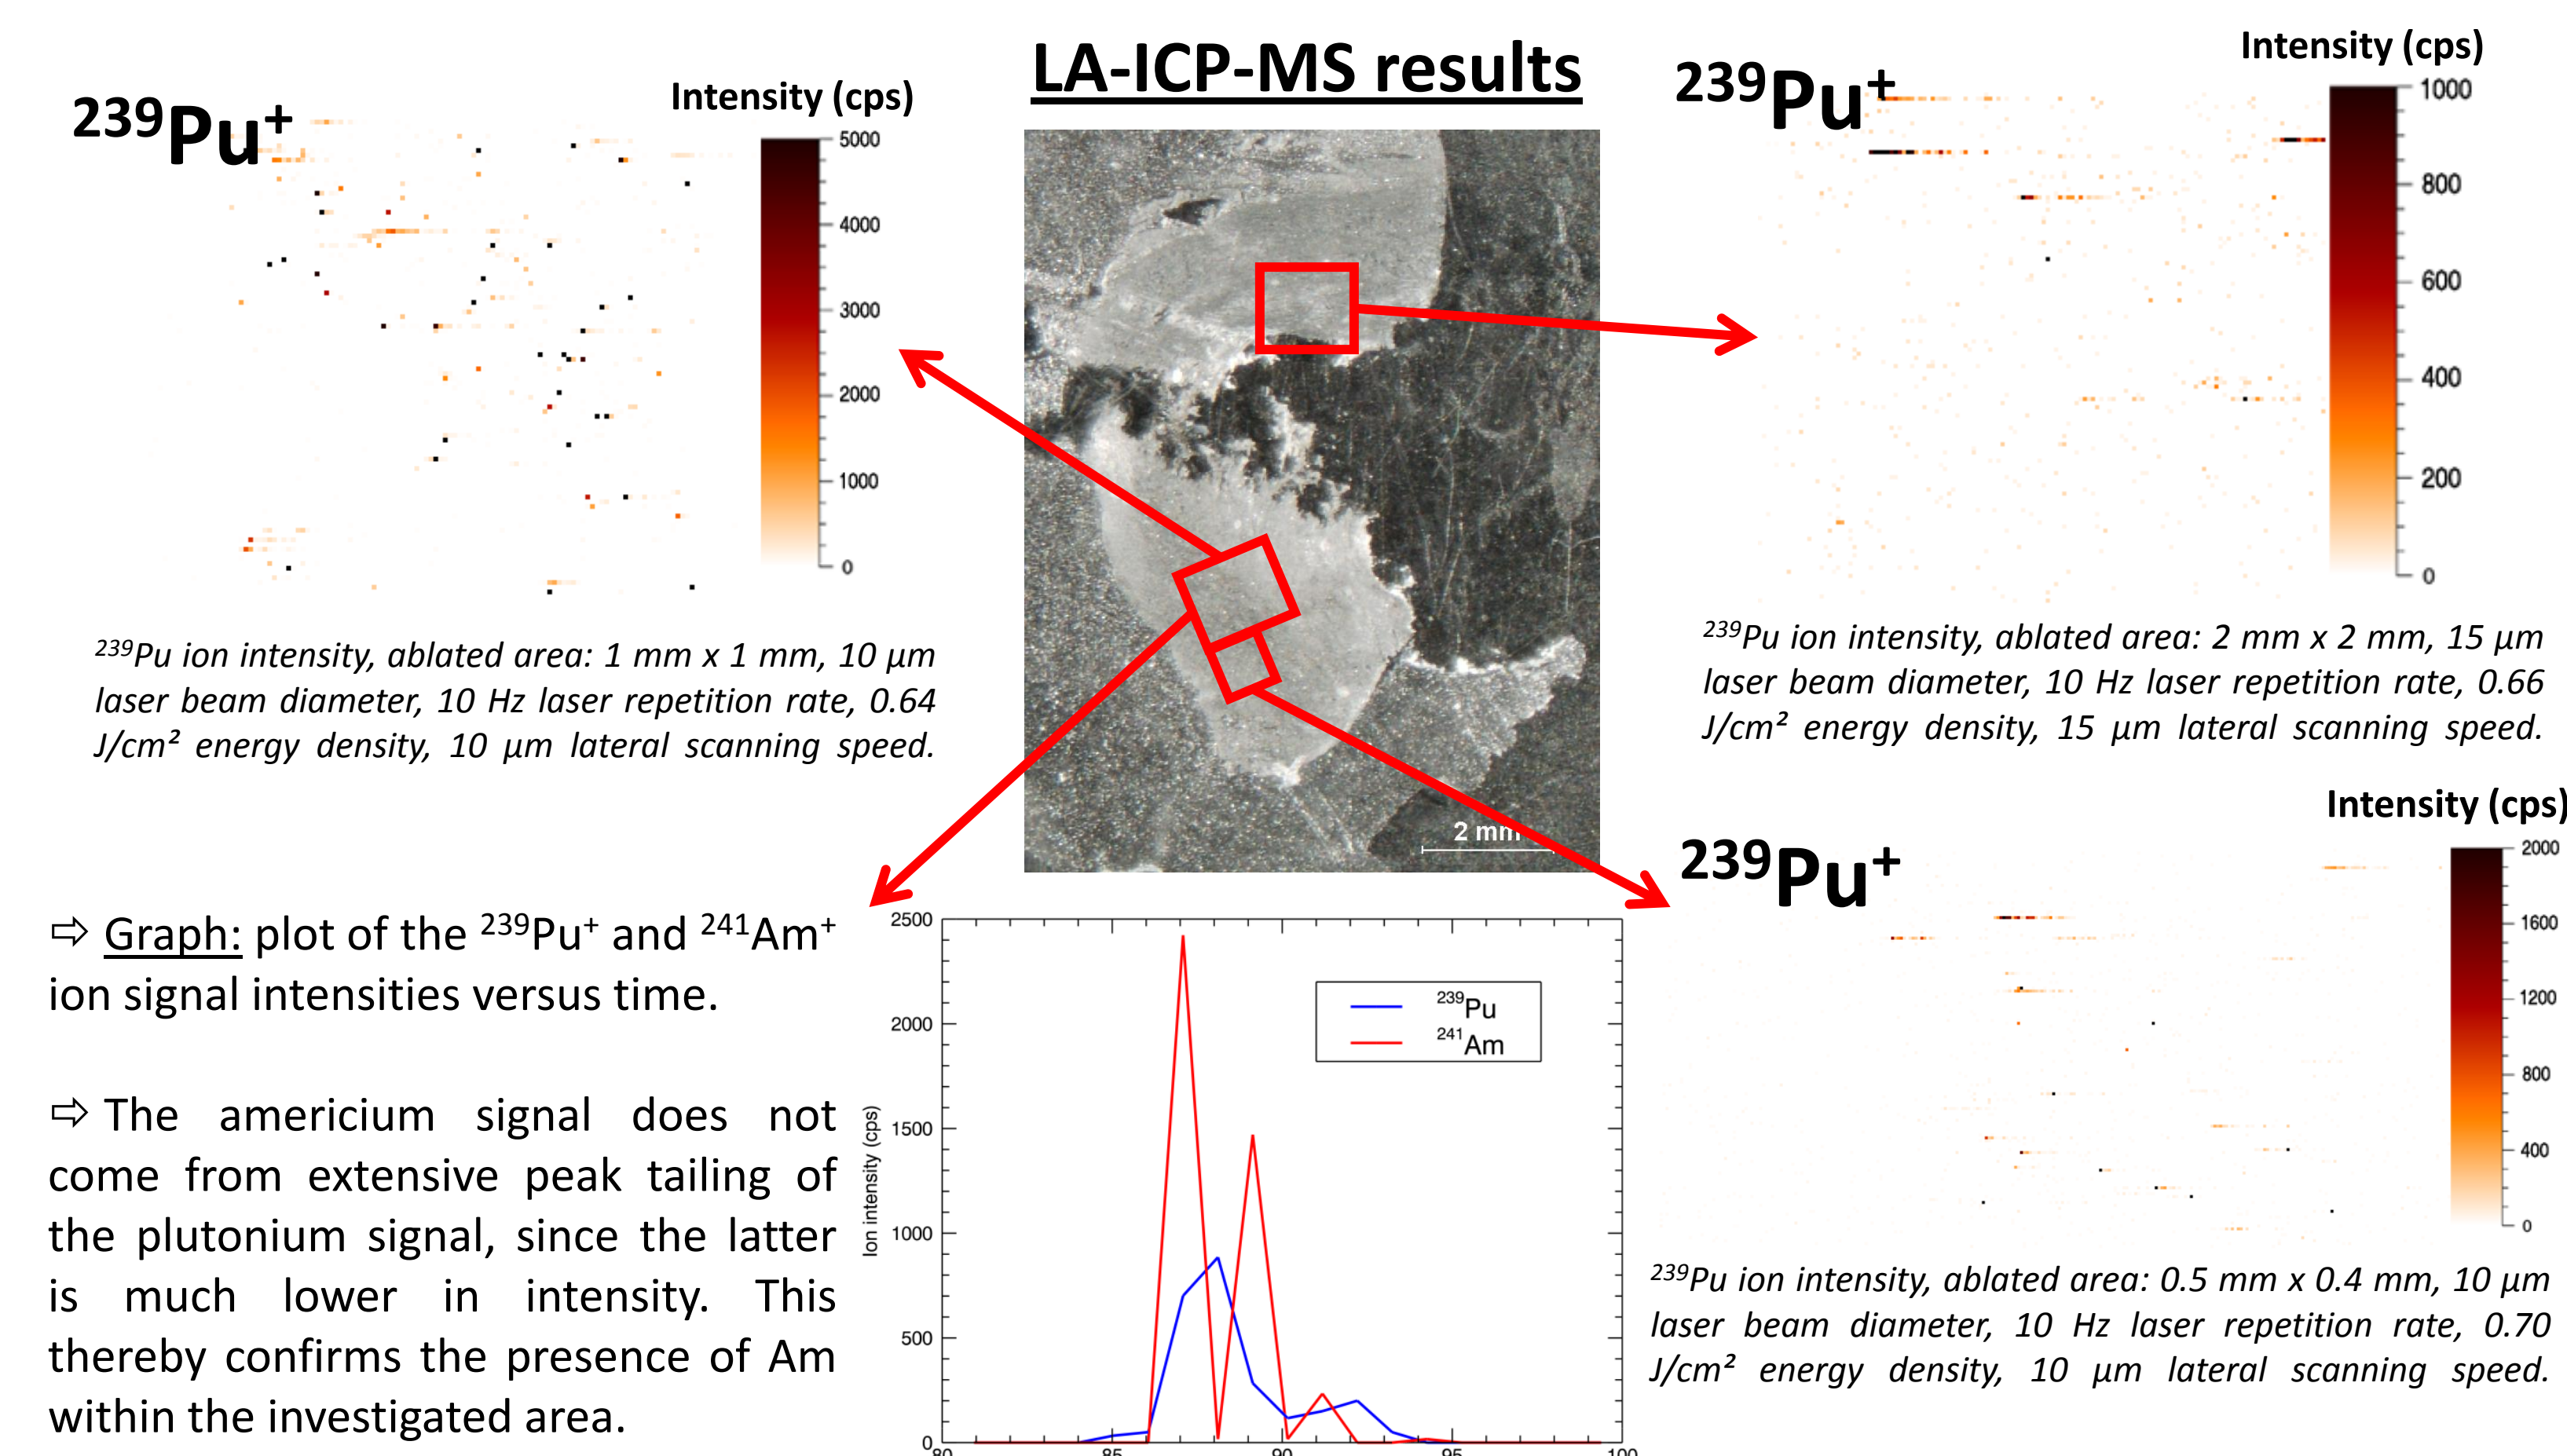 LA-ICP-MS results
²³⁹Pu⁺
Intensity (cps)
5000
4000
3000
2000
1000
0
²³⁹Pu ion intensity, ablated area: 1 mm x 1 mm, 10 µm
laser beam diameter, 10 Hz laser repetition rate, 0.64
J/cm² energy density, 10 µm lateral scanning speed.
2 mm
²³⁹Pu⁺
Intensity (cps)
1000
800
600
400
200
0
²³⁹Pu ion intensity, ablated area: 2 mm x 2 mm, 15 µm
laser beam diameter, 10 Hz laser repetition rate, 0.66
J/cm² energy density, 15 µm lateral scanning speed.
⇨ Graph: plot of the ²³⁹Pu⁺ and ²⁴¹Am⁺
ion signal intensities versus time.
⇨ The americium signal does not
come from extensive peak tailing of
the plutonium signal, since the latter
is much lower in intensity. This
thereby confirms the presence of Am
within the investigated area.
Ion intensity (cps)
2500
2000
1500
1000
500
0
80 85 90 95 100
²³⁹Pu
²⁴¹Am
²³⁹Pu⁺
Intensity (cps)
2000
1600
1200
800
400
0
²³⁹Pu ion intensity, ablated area: 0.5 mm x 0.4 mm, 10 µm
laser beam diameter, 10 Hz laser repetition rate, 0.70
J/cm² energy density, 10 µm lateral scanning speed.